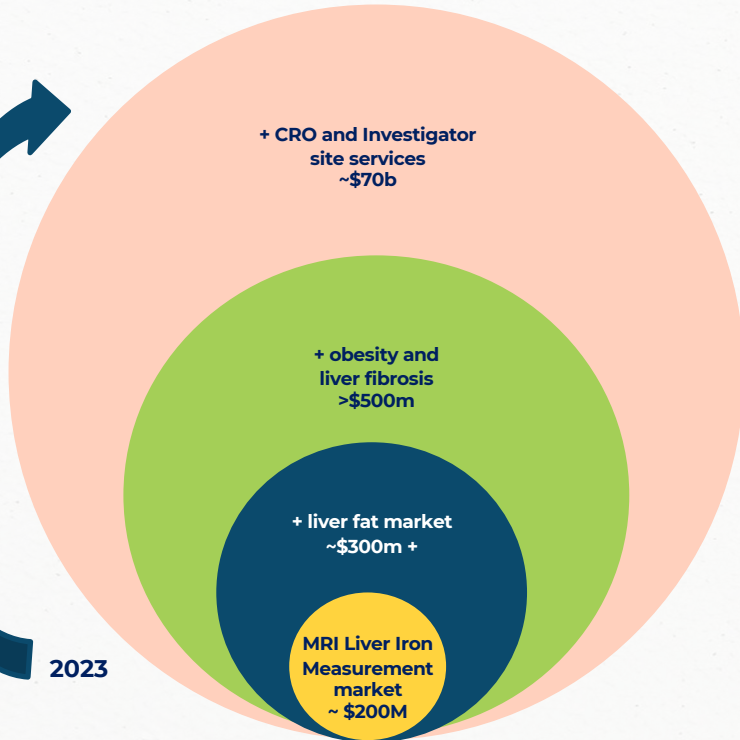 + CRO and Investigator
site services
~$70b
+ obesity and
liver fibrosis
>$500m
+ liver fat market
~$300m +
MRI Liver Iron
Measurement
market
~ $200M
2023